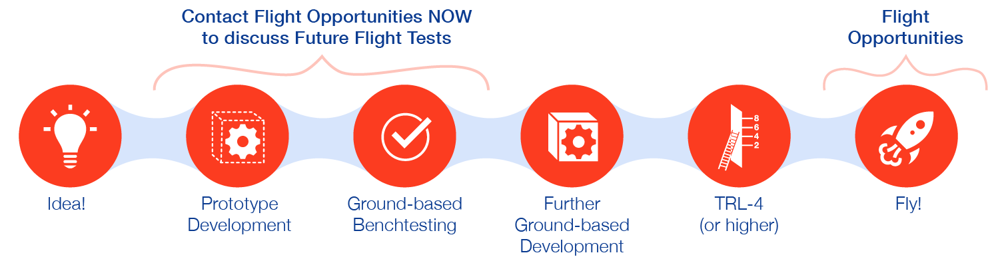 Contact Flight Opportunities NOW
to discuss Future Flight Tests
Flight
Opportunities
8
6
4
2
Idea!
Prototype
Development
Ground-based
Benchtesting
Further
Ground-based
Development
TRL-4
(or higher)
Fly!